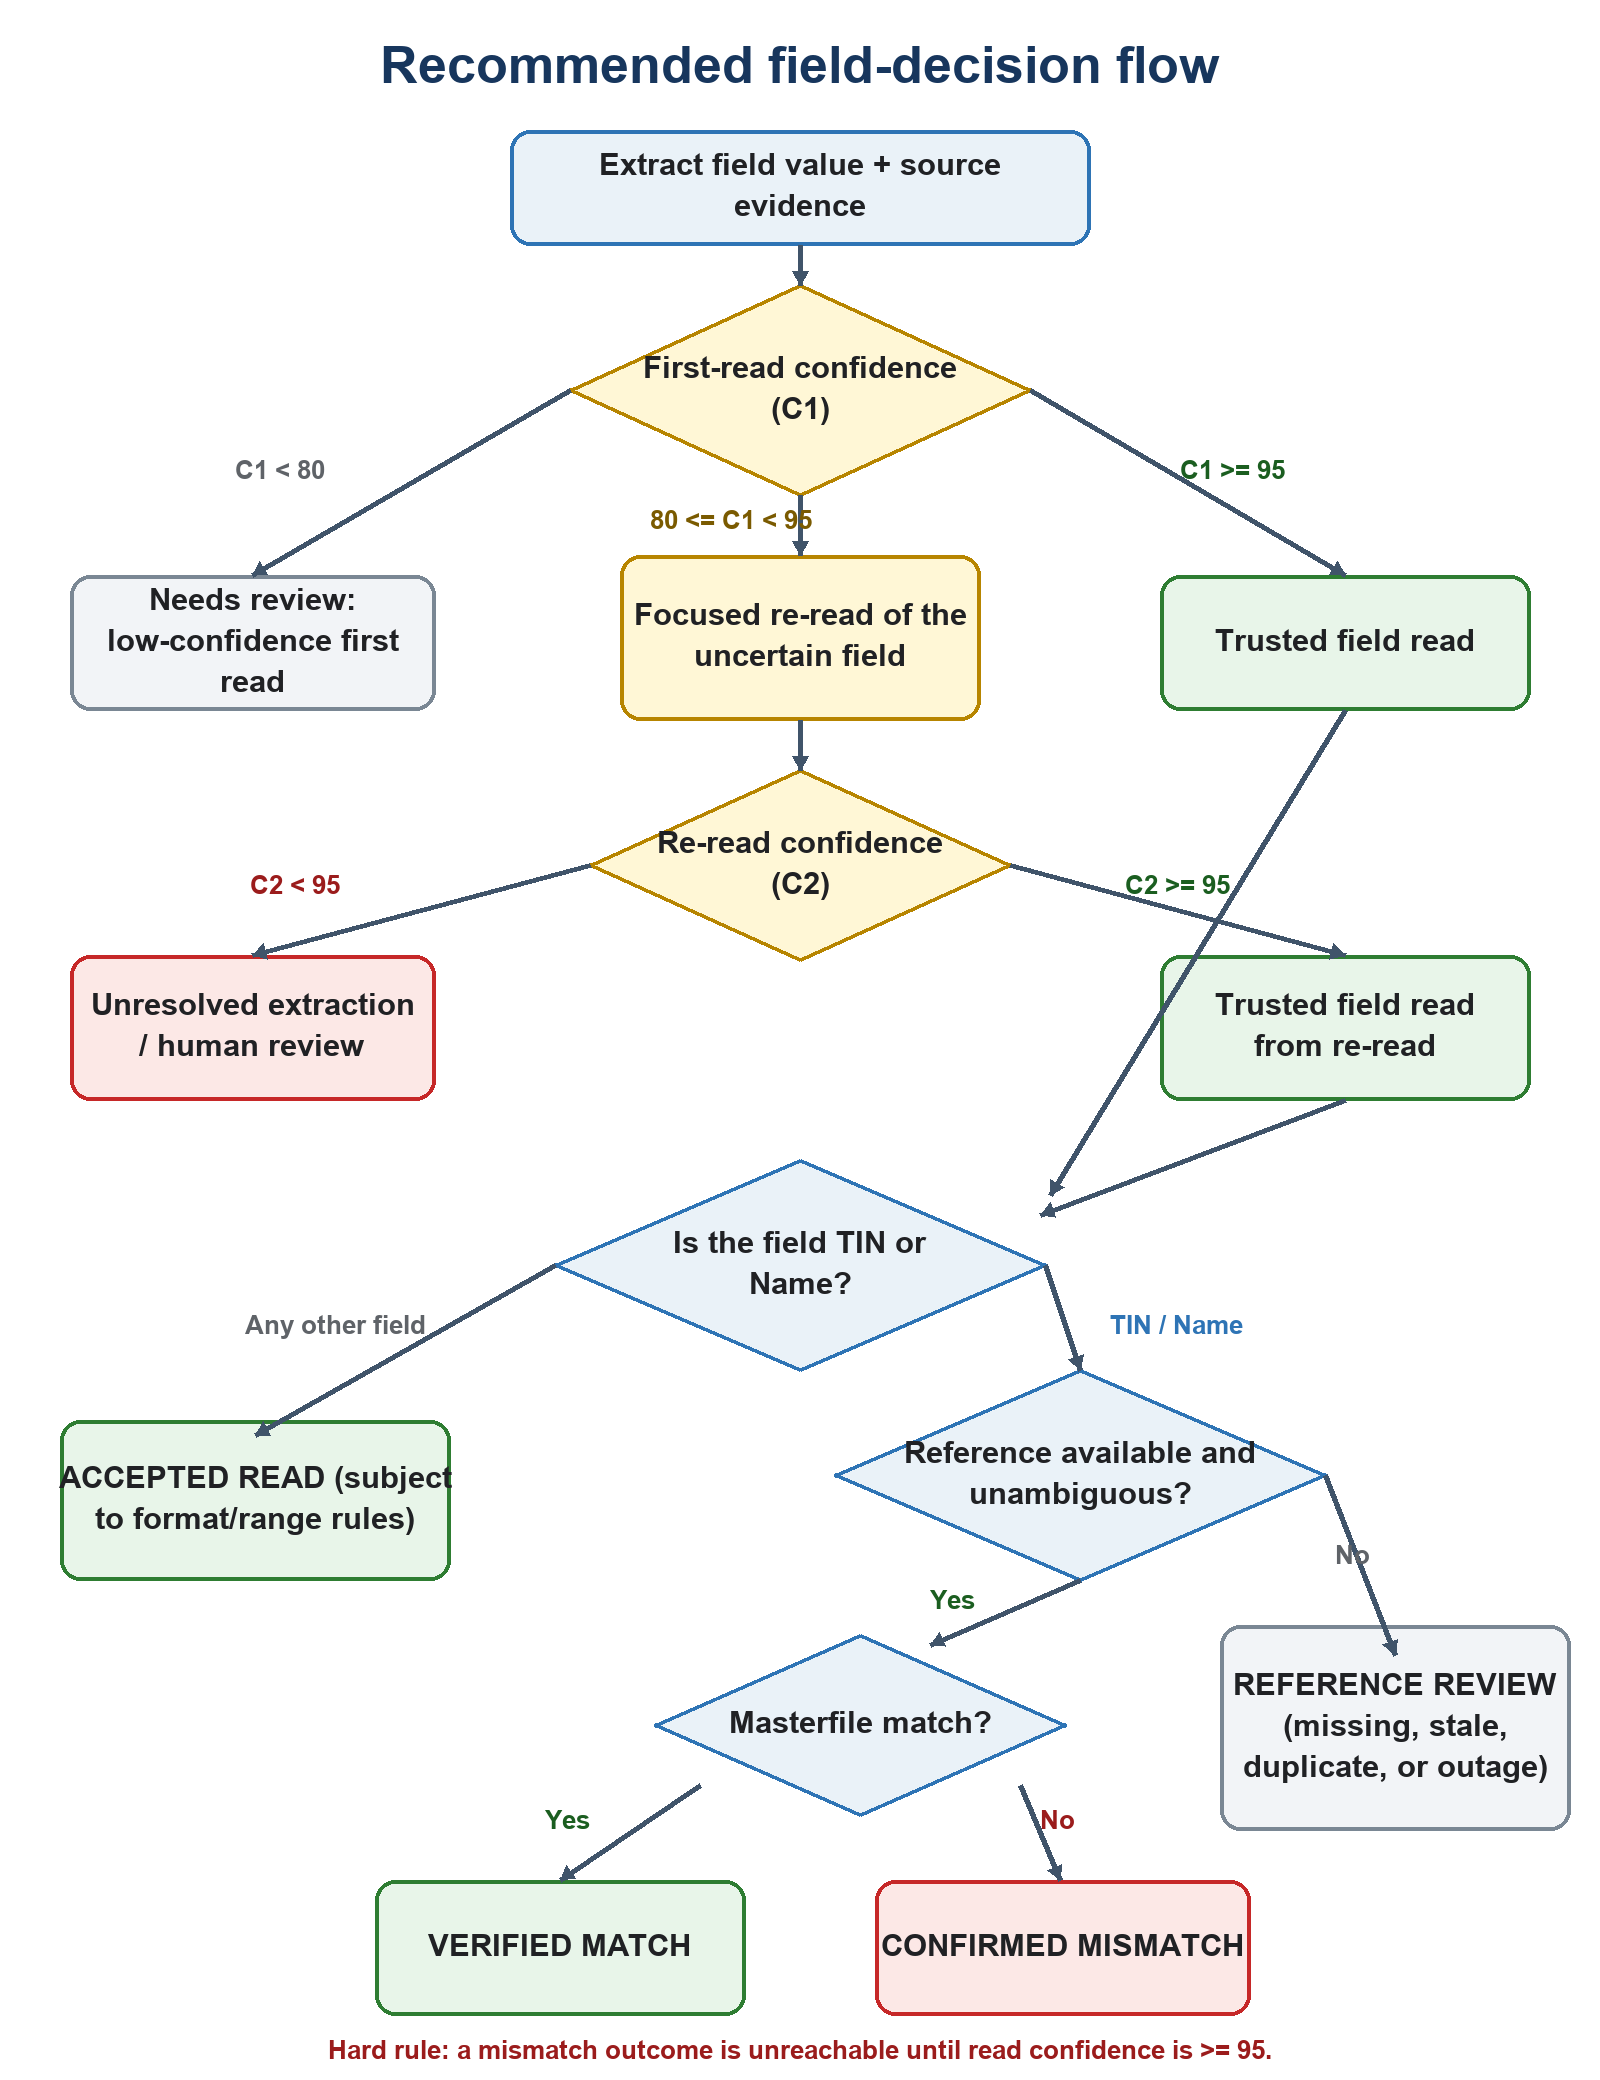 Recommended field-decision flow
Extract field value + source
evidence
First-read confidence
(C1)
C1 < 80
C1 >= 95
80 <= C1 < 95
Needs review:
low-confidence first
read
Focused re-read of the
uncertain field
Trusted field read
Re-read confidence
(C2)
C2 < 95
C2 >= 95
Unresolved extraction
/ human review
Trusted field read
from re-read
Is the field TIN or
Name?
Any other field
TIN / Name
ACCEPTED READ (subject
to format/range rules)
Reference available and
unambiguous?
No
Yes
REFERENCE REVIEW
(missing, stale,
duplicate, or outage)
Masterfile match?
Yes
No
VERIFIED MATCH
CONFIRMED MISMATCH
Hard rule: a mismatch outcome is unreachable until read confidence is >= 95.